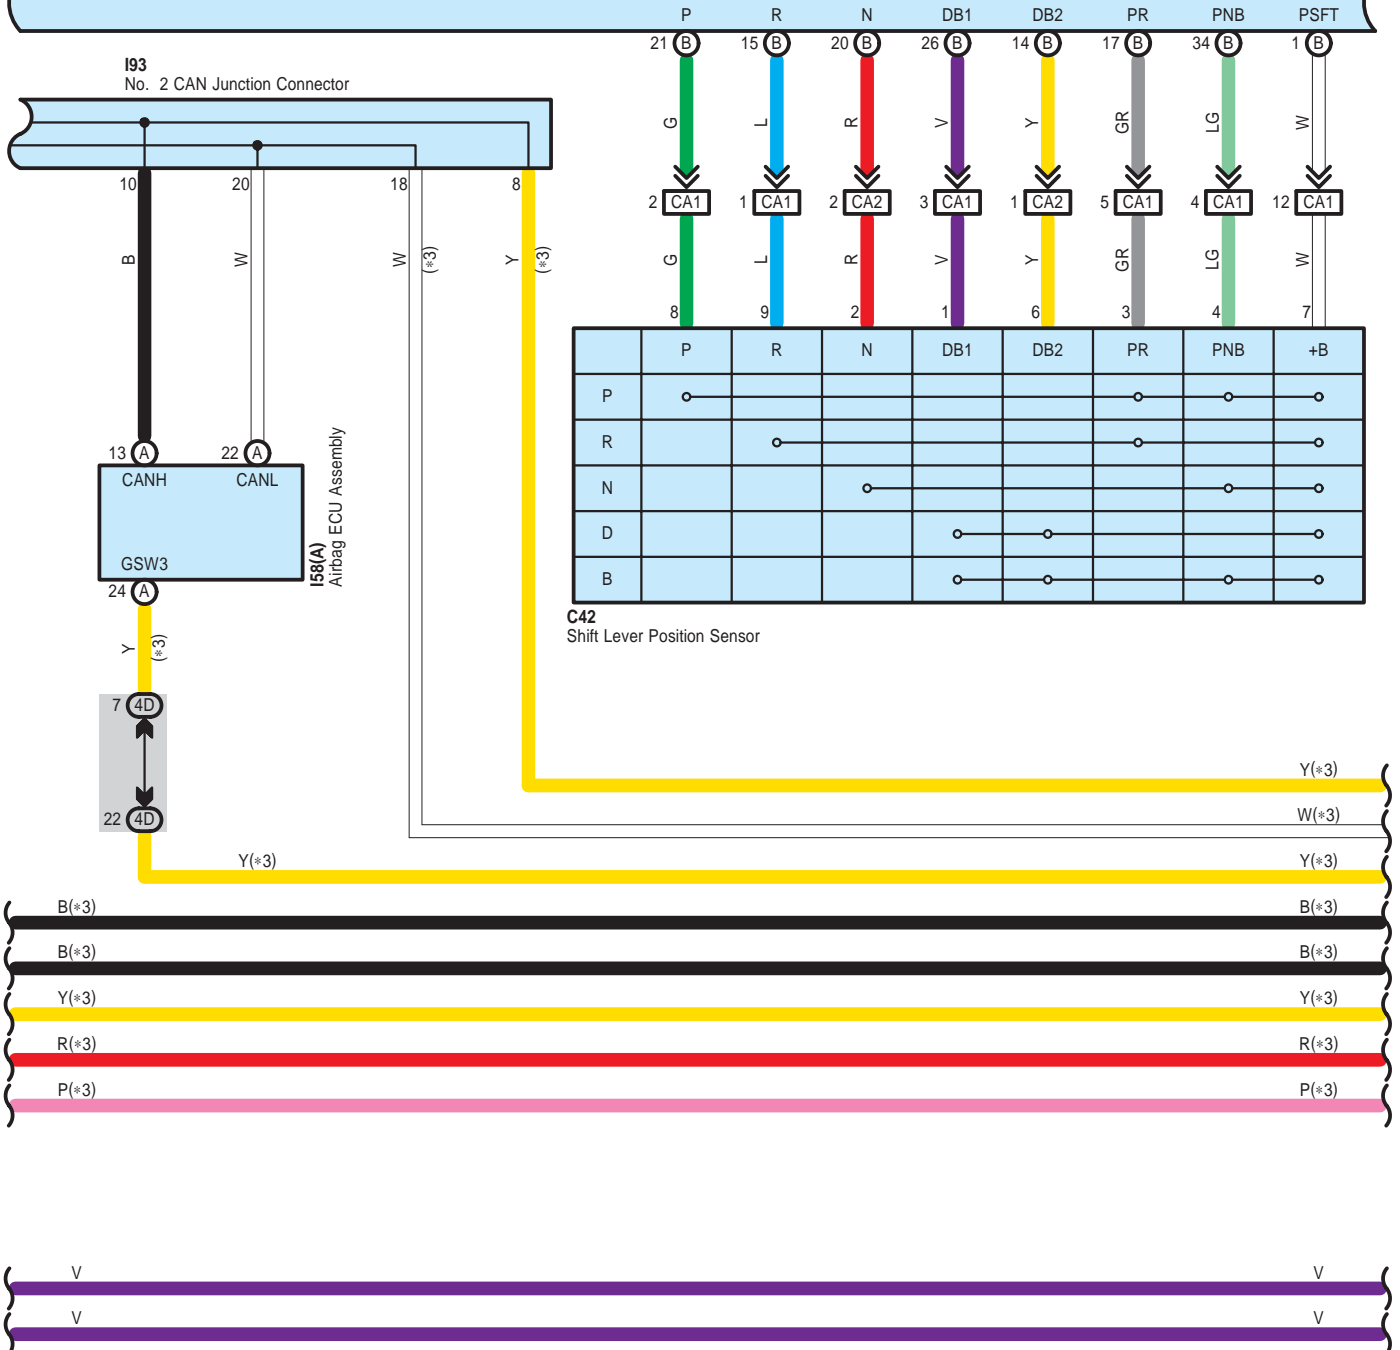 P R N DB1 DB2 PR PNB PSFT
21 B 15 B 20 B 26 B 14 B 17 B 34 B 1 B
I93
No. 2 CAN Junction Connector
G L R V Y GR LG W
10 20 18 8
2 CA1 1 CA1 2 CA2 3 CA1 1 CA2 5 CA1 4 CA1 12 CA1
B W W (*3) Y (*3)
G L R V Y GR LG W
8 9 2 1 6 3 4 7
P R N DB1 DB2 PR PNB +B
P
R
N
D
B
C42
Shift Lever Position Sensor
13 A 22 A
CANH CANL
GSW3
I58(A)
Airbag ECU Assembly
24 A
Y (*3)
7 4D
22 4D
Y(*3)
W(*3)
Y(*3) Y(*3)
B(*3) B(*3)
B(*3) B(*3)
Y(*3) Y(*3)
R(*3) R(*3)
P(*3) P(*3)
V V
V V